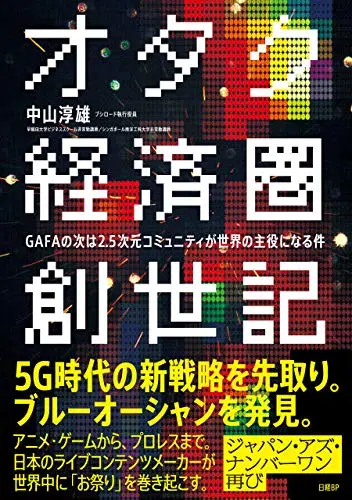 オタク
中山淳雄 ブシロード執行役員
早稲田大学ビジネススクール非常勤講師/シンガポール南洋工科大学非常勤講師
経済圏
GAFAの次は2.5次元コミュニティが世界の主役になる件
創世記
5G時代の新戦略を先取り。
ブルーオーシャンを発見。
アニメ・ゲームから、プロレスまで。
日本のライブコンテンツメーカーが
世界中に「お祭り」を巻き起こす。
ジャパン・アズ・
ナンバーワン
再び
日経BP